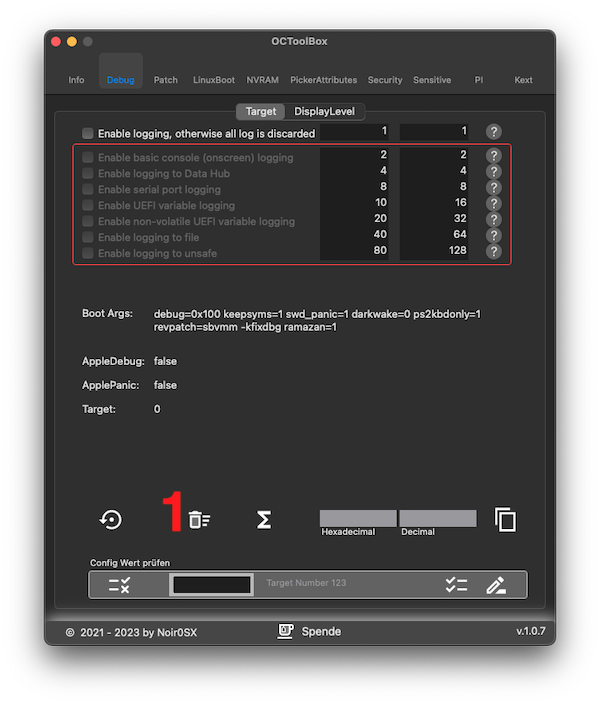 OCToolBox
Info Debug Patch LinuxBoot NVRAM PickerAttributes Security Sensitive PI Kext
Target DisplayLevel
Enable logging, otherwise all log is discarded 1 1 ?
Enable basic console (onscreen) logging 2 2 ?
Enable logging to Data Hub 4 4 ?
Enable serial port logging 8 8 ?
Enable UEFI variable logging 10 16 ?
Enable non-volatile UEFI variable logging 20 32 ?
Enable logging to file 40 64 ?
Enable logging to unsafe 80 128 ?
Boot Args: debug=0x100 keepsyms=1 swd_panic=1 darkwake=0 ps2kbdonly=1
revpatch=sbvmm -kfixdbg ramazan=1
AppleDebug: false
ApplePanic: false
Target: 0
1
Hexadecimal Decimal
Config Wert prüfen
Target Number 123
© 2021 - 2023 by Noir0SX Spende v.1.0.7